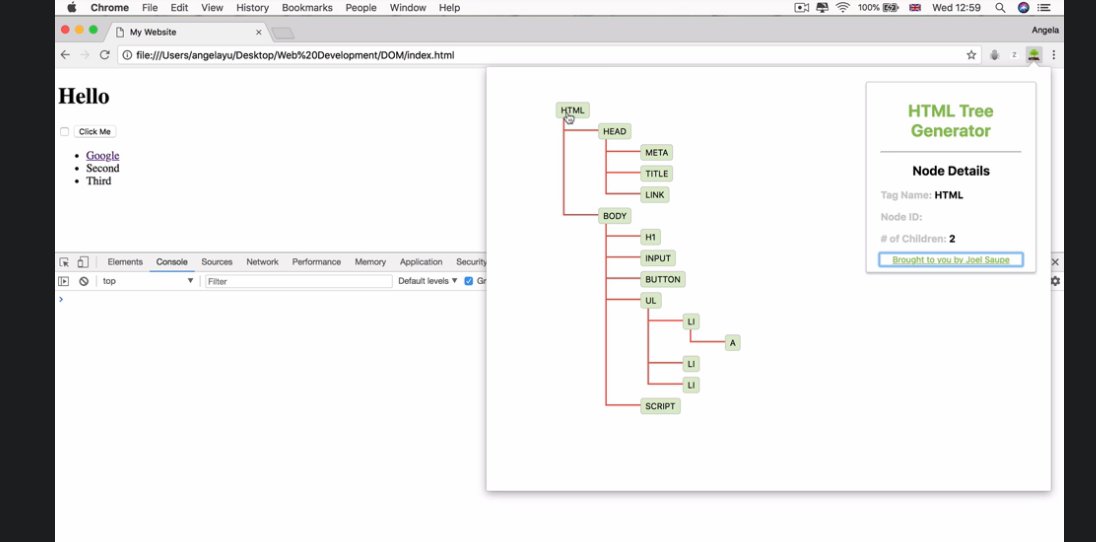 Chrome File Edit View History Bookmarks People Window Help 100% Wed 12:59
My Website
Angela
file:///Users/angelayu/Desktop/Web%20Development/DOM/index.html
Hello
Click Me
Google
Second
Third
HTML
HEAD
META
TITLE
LINK
BODY
H1
INPUT
BUTTON
UL
LI
A
LI
LI
SCRIPT
HTML Tree
Generator
Node Details
Tag Name: HTML
Node ID:
# of Children: 2
Brought to you by Joel Saupe
Elements Console Sources Network Performance Memory Application Security
top Filter Default levels Gr